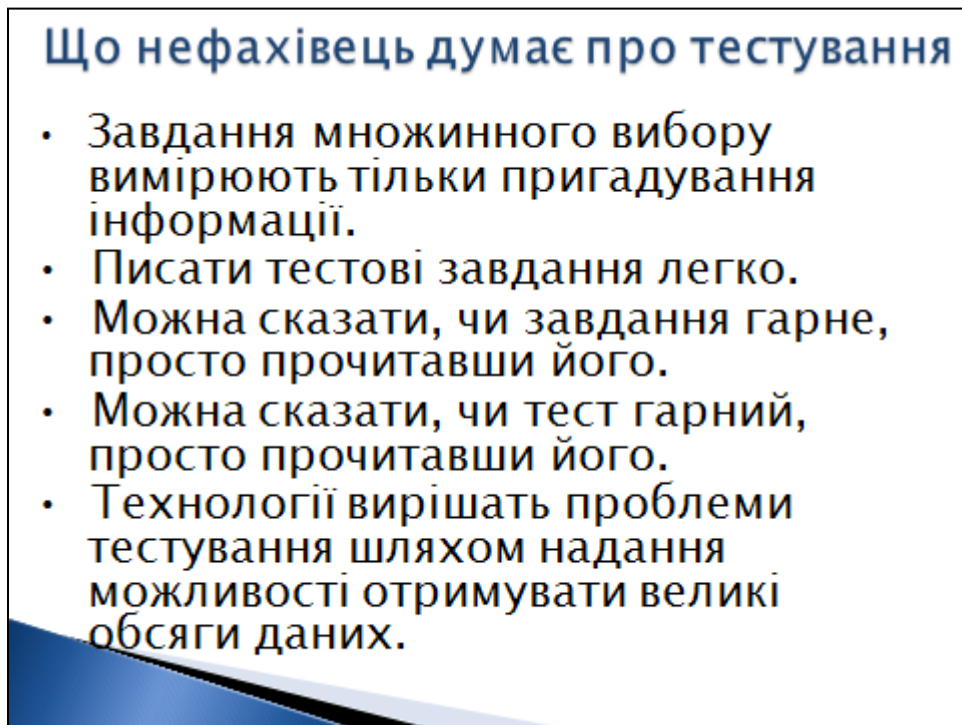 Що нефахівець думає про тестування
• Завдання множинного вибору
вимірюють тільки пригадування
інформації.
• Писати тестові завдання легко.
• Можна сказати, чи завдання гарне,
просто прочитавши його.
• Можна сказати, чи тест гарний,
просто прочитавши його.
• Технології вирішать проблеми
тестування шляхом надання
можливості отримувати великі
обсяги даних.